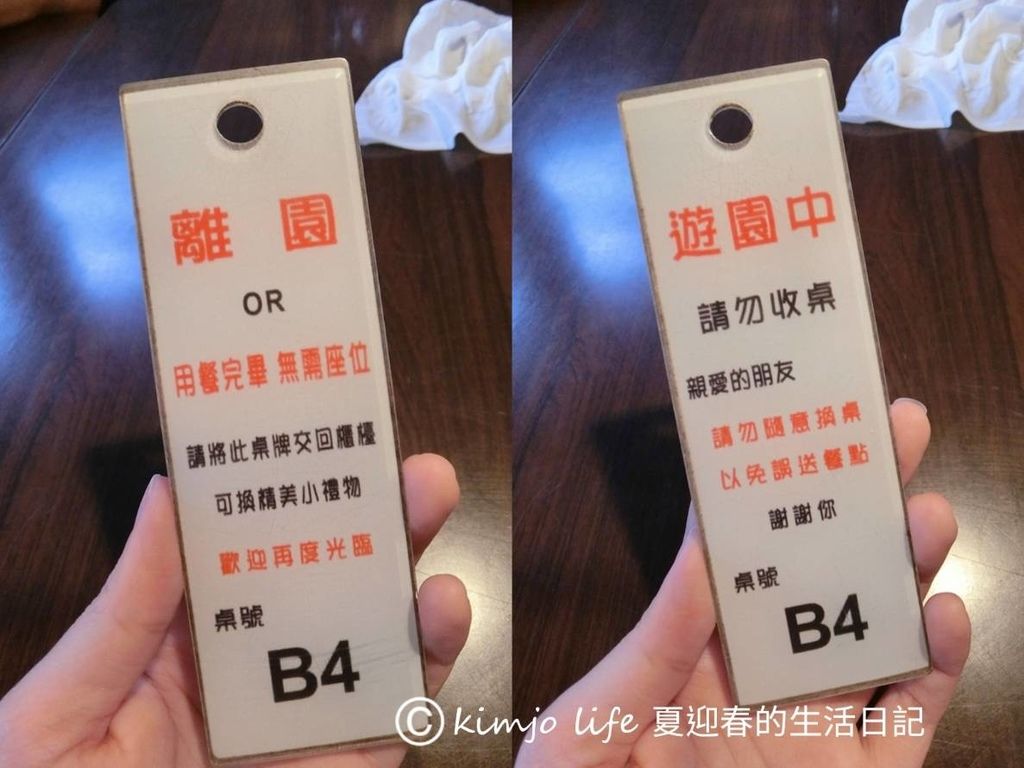 離 園
OR
用餐完畢 無需座位
請將此桌牌交回櫃檯
可換精美小禮物
歡迎再度光臨
桌號
B4
遊園中
請勿收桌
親愛的朋友
請勿隨意換桌
以免誤送餐點
謝謝你
桌號
B4
© kimjo life 夏迎春的生活日記